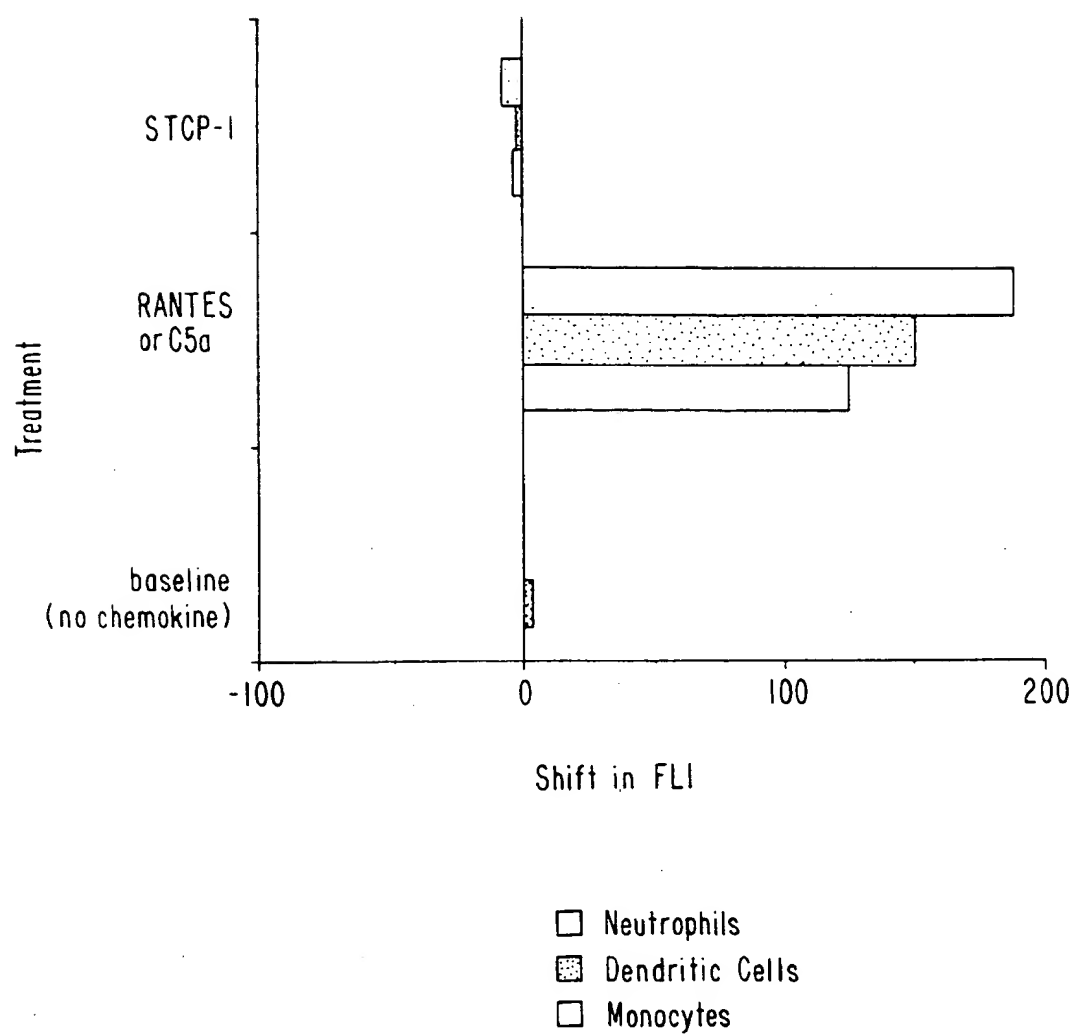 STCP-1
RANTES
or C5a
Treatment
baseline
(no chemokine)
-100 0 100 200
Shift in FL1
Neutrophils
Dendritic Cells
Monocytes